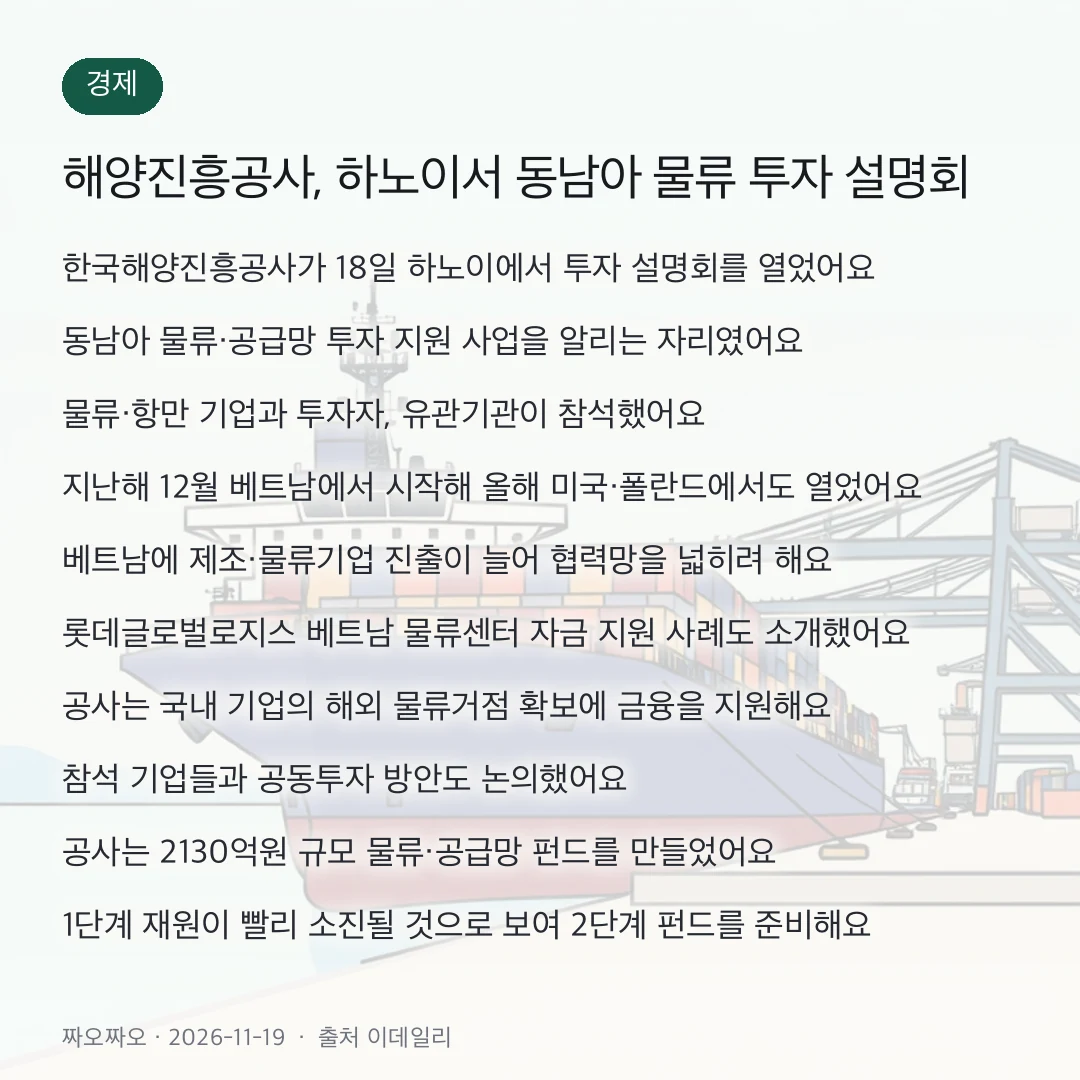 경제
해양진흥공사, 하노이서 동남아 물류 투자 설명회
한국해양진흥공사가 18일 하노이에서 투자 설명회를 열었어요
동남아 물류·공급망 투자 지원 사업을 알리는 자리였어요
물류·항만 기업과 투자자, 유관기관이 참석했어요
지난해 12월 베트남에서 시작해 올해 미국·폴란드에서도 열었어요
베트남에 제조·물류기업 진출이 늘어 협력망을 넓히려 해요
롯데글로벌로지스 베트남 물류센터 자금 지원 사례도 소개했어요
공사는 국내 기업의 해외 물류거점 확보에 금융을 지원해요
참석 기업들과 공동투자 방안도 논의했어요
공사는 2130억원 규모 물류·공급망 펀드를 만들었어요
1단계 재원이 빨리 소진될 것으로 보여 2단계 펀드를 준비해요
짜오짜오 · 2026-11-19 · 출처 이데일리